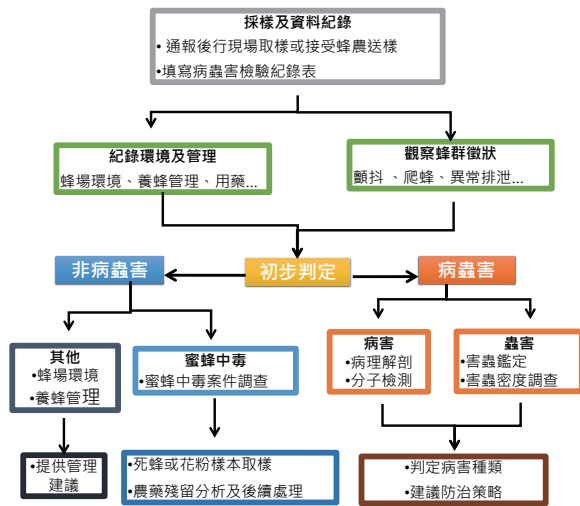 採樣及資料紀錄
• 通報後行現場取樣或接受蜂農送樣
• 填寫病蟲害檢驗紀錄表
紀錄環境及管理
蜂場環境、養蜂管理、用藥...
觀察蜂群徵狀
顫抖 、爬蜂、異常排泄...
非病蟲害
初步判定
病蟲害
其他
•蜂場環境
•養蜂管理
蜜蜂中毒
•蜜蜂中毒案件調查
病害
•病理解剖
•分子檢測
蟲害
•害蟲鑑定
•害蟲密度調查
•提供管理
建議
•死蜂或花粉樣本取樣
•農藥殘留分析及後續處理
•判定病害種類
•建議防治策略